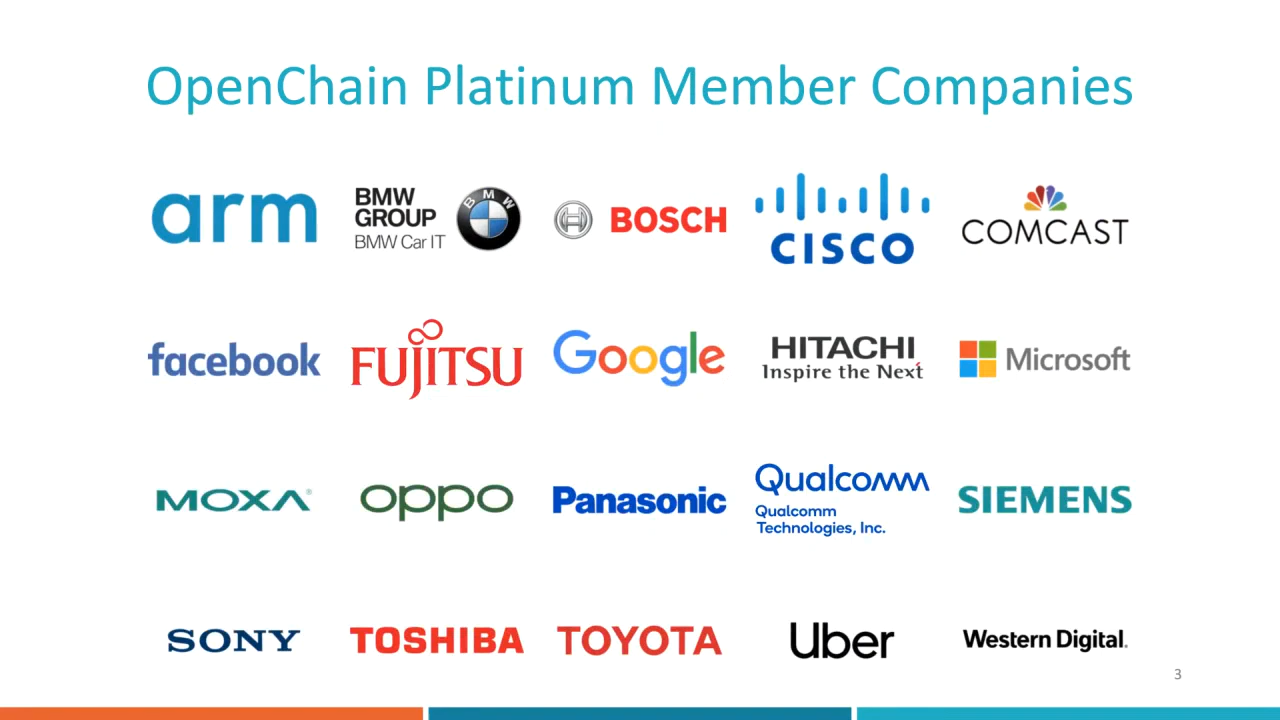 OpenChain Platinum Member Companies
arm
BMW
GROUP
BMW Car IT
BMW
BOSCH
CISCO
COMCAST
facebook
FUJITSU
Google
HITACHI
Inspire the Next
Microsoft
MOXA®
oppo
Panasonic
Qualcomm
Qualcomm
Technologies, Inc.
SIEMENS
SONY
TOSHIBA
TOYOTA
Uber
Western Digital.
3